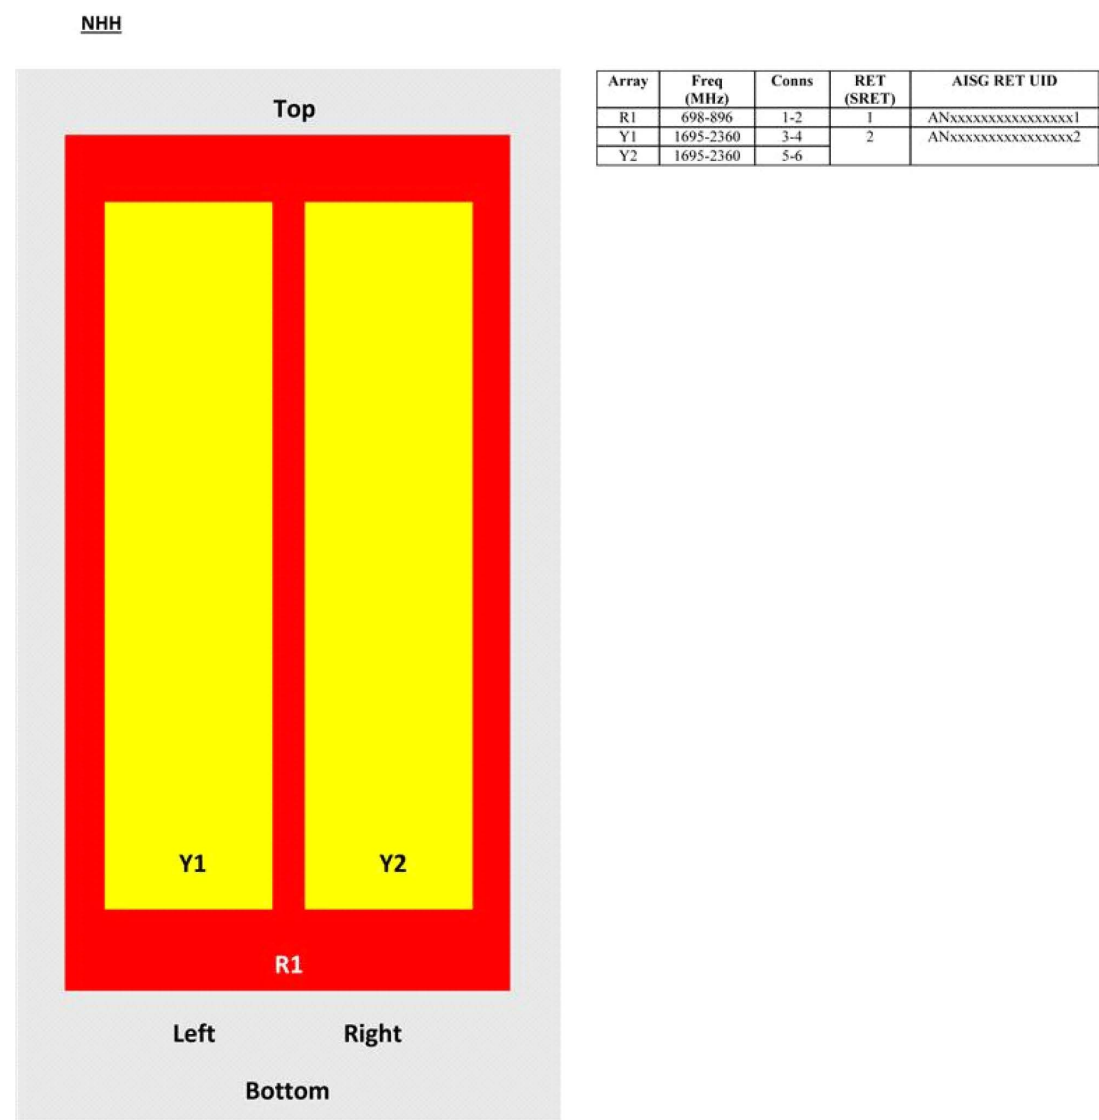 NHH
Top
Y1 Y2
R1
Left Right
Bottom
Array Freq (MHz) Conns RET (SRET) AISG RET UID
R1 698-896 1-2 1 ANxxxxxxxxxxxxxxxx1
Y1 1695-2360 3-4 2 ANxxxxxxxxxxxxxxxx2
Y2 1695-2360 5-6